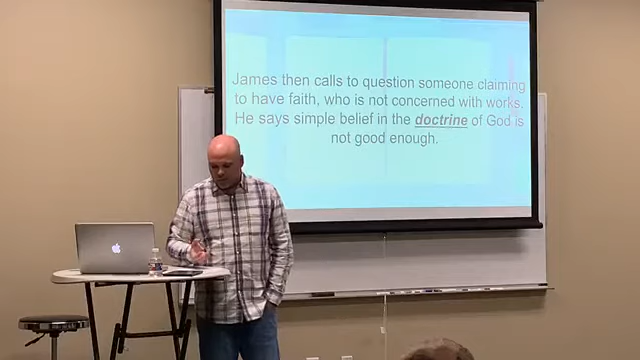 James then calls to question someone claiming
to have faith, who is not concerned with works.
He says simple belief in the doctrine of God is
not good enough.